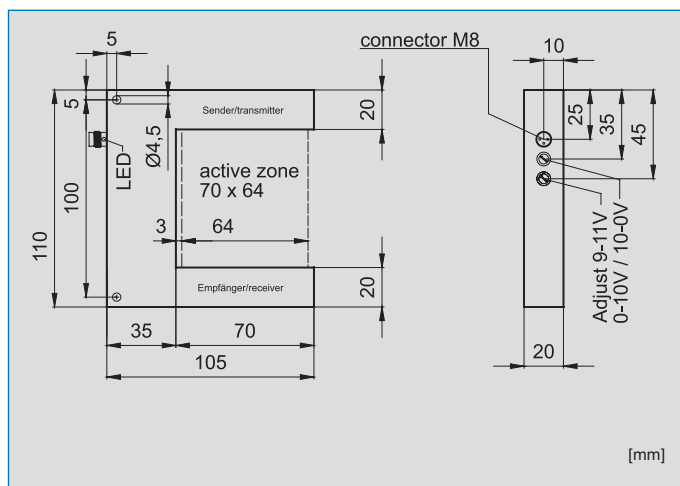 5
connector M8
10
5
Sender/transmitter
20
25
35
45
Ø4,5
LED
active zone
70 x 64
100
110
3
64
Empfänger/receiver
20
Adjust 9-11V
0-10V / 10-0V
35
70
105
20
[mm]